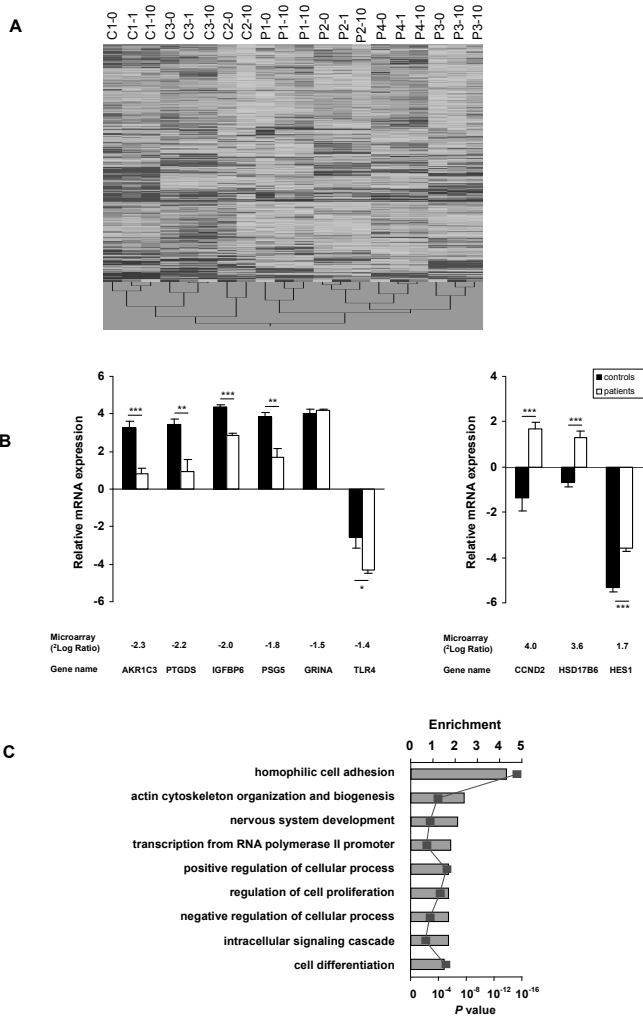 A
C1-0 C1-1 C1-10 C3-0 C3-1 C3-10 C2-0 C2-10 P1-0 P1-10 P1-10 P2-0 P2-1 P2-10 P4-0 P4-1 P4-10 P3-0 P3-10 P3-10
B
Relative mRNA expression
6
4
2
0
-2
-4
-6
*** ** *** ** *
Microarray (²Log Ratio) -2.3 -2.2 -2.0 -1.8 -1.5 -1.4
Gene name AKR1C3 PTGDS IGFBP6 PSG5 GRINA TLR4
Relative mRNA expression
4
2
0
-2
-4
-6
controls
patients
*** *** ***
Microarray (²Log Ratio) 4.0 3.6 1.7
Gene name CCND2 HSD17B6 HES1
C
Enrichment
0 1 2 3 4 5
homophilic cell adhesion
actin cytoskeleton organization and biogenesis
nervous system development
transcription from RNA polymerase II promoter
positive regulation of cellular process
regulation of cell proliferation
negative regulation of cellular process
intracellular signaling cascade
cell differentiation
0 10⁻⁴ 10⁻⁸ 10⁻¹² 10⁻¹⁶
P value